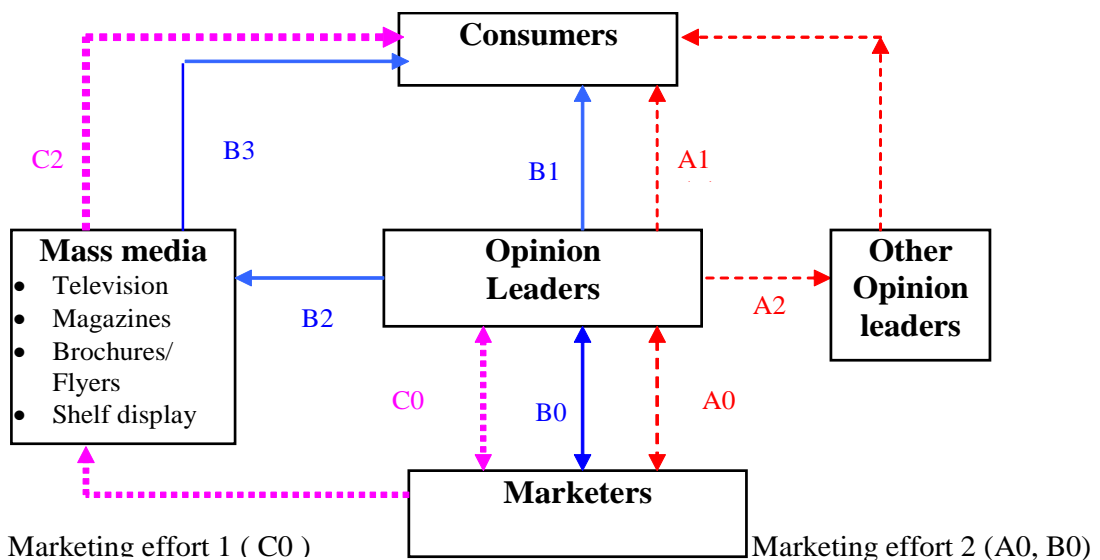 Consumers
C2
B3
B1
A1
Mass media
• Television
• Magazines
• Brochures/
Flyers
• Shelf display
Opinion
Leaders
Other
Opinion
leaders
B2
A2
C0
B0
A0
Marketers
Marketing effort 1 ( C0 )
Marketing effort 2 (A0, B0)